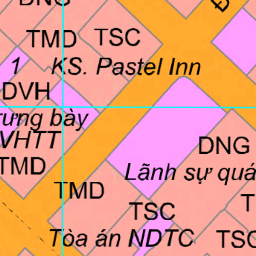 DNG
TMD TSC
1 KS. Pastel Inn
DVH
rưng bày
VHTT
TMD
DNG
Lãnh sự quá
TMD
TSC
Tòa án NDTC
TSC